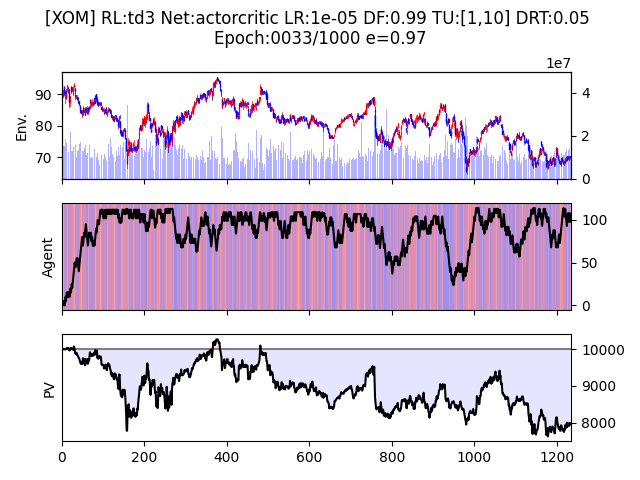 [XOM] RL:td3 Net:actorcritic LR:1e-05 DF:0.99 TU:[1,10] DRT:0.05
Epoch:0033/1000 e=0.97
1e7
Env.
90
80
70
4
2
0
Agent
100
50
0
PV
10000
9000
8000
0 200 400 600 800 1000 1200